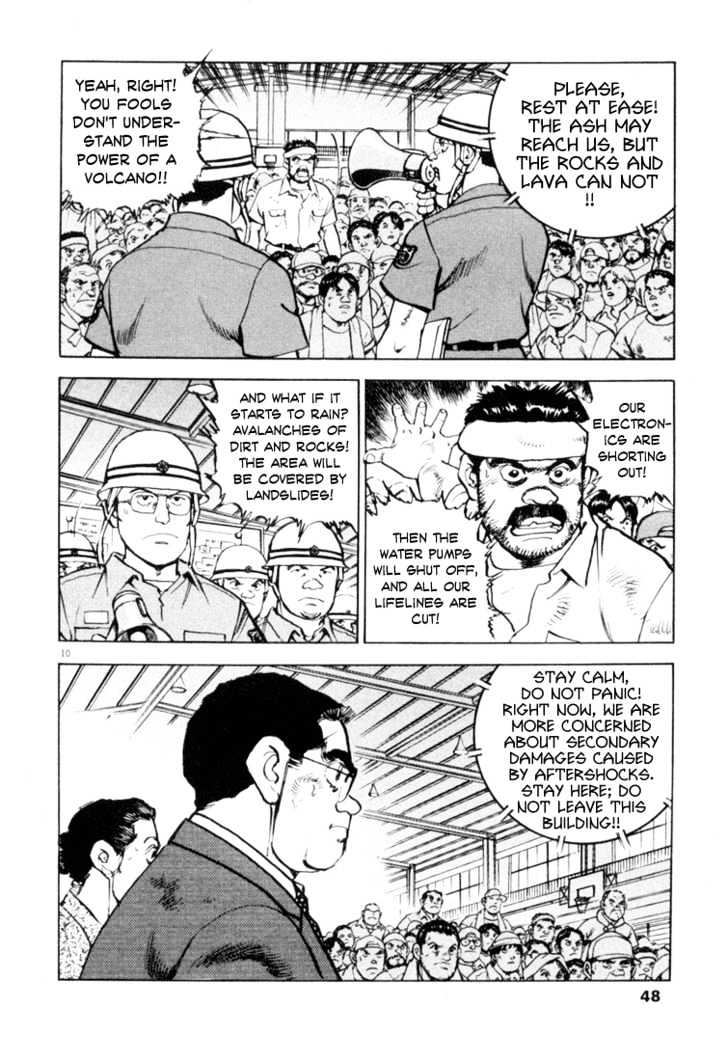 YEAH, RIGHT!
YOU FOOLS
DON'T UNDER-
STAND THE
POWER OF A
VOLCANO!!
PLEASE,
REST AT EASE!
THE ASH MAY
REACH US, BUT
THE ROCKS AND
LAVA CAN NOT
!!
AND WHAT IF IT
STARTS TO RAIN?
AVALANCHES OF
DIRT AND ROCKS!
THE AREA WILL
BE COVERED BY
LANDSLIDES!
OUR
ELECTRON-
ICS ARE
SHORTING
OUT!
THEN THE
WATER PUMPS
WILL SHUT OFF,
AND ALL OUR
LIFELINES ARE
CUT!
10
STAY CALM,
DO NOT PANIC!
RIGHT NOW, WE ARE
MORE CONCERNED
ABOUT SECONDARY
DAMAGES CAUSED
BY AFTERSHOCKS.
STAY HERE; DO
NOT LEAVE THIS
BUILDING!!
48